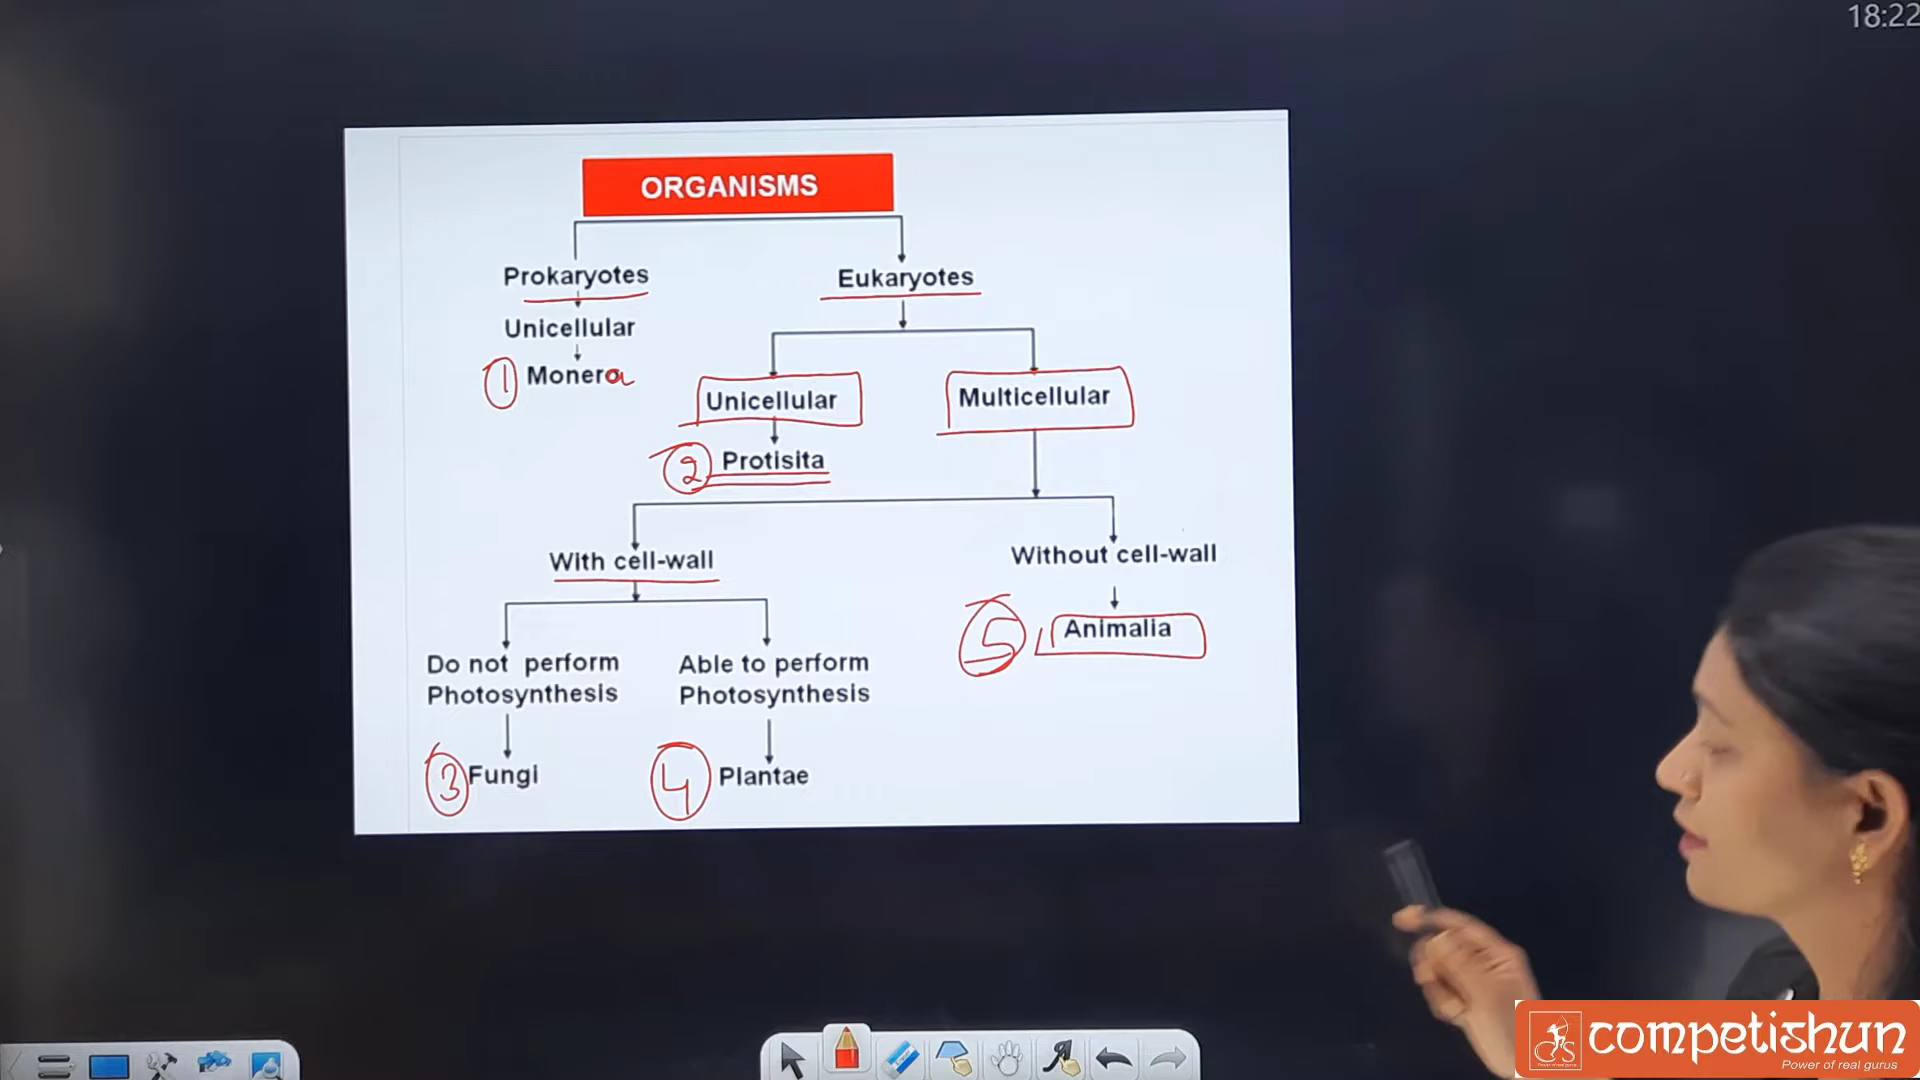 18:22
ORGANISMS
Prokaryotes
Eukaryotes
Unicellular
1 Monera
Unicellular
Multicellular
2 Protisita
With cell-wall
Without cell-wall
5 Animalia
Do not perform
Photosynthesis
Able to perform
Photosynthesis
3 Fungi
4 Plantae
competishun
Power of real gurus